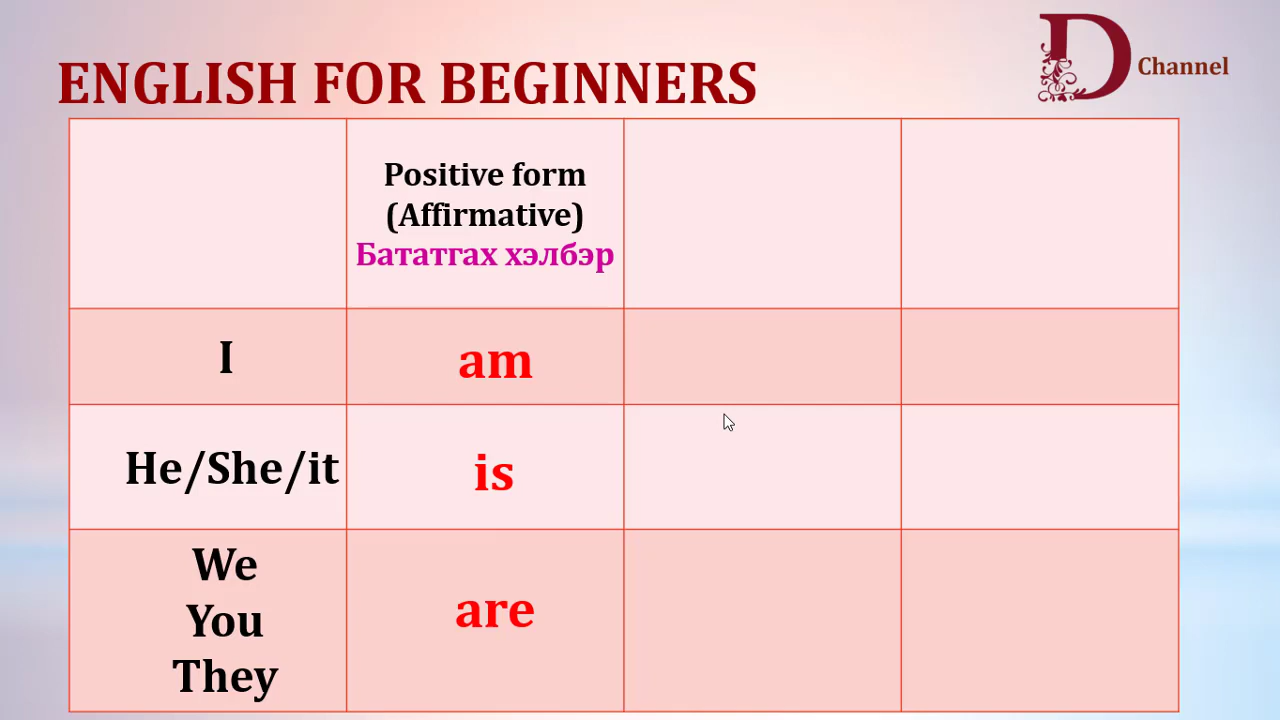 ENGLISH FOR BEGINNERS
D Channel
Positive form
(Affirmative)
Бататгах хэлбэр
I
am
He/She/it
is
We
You
They
are